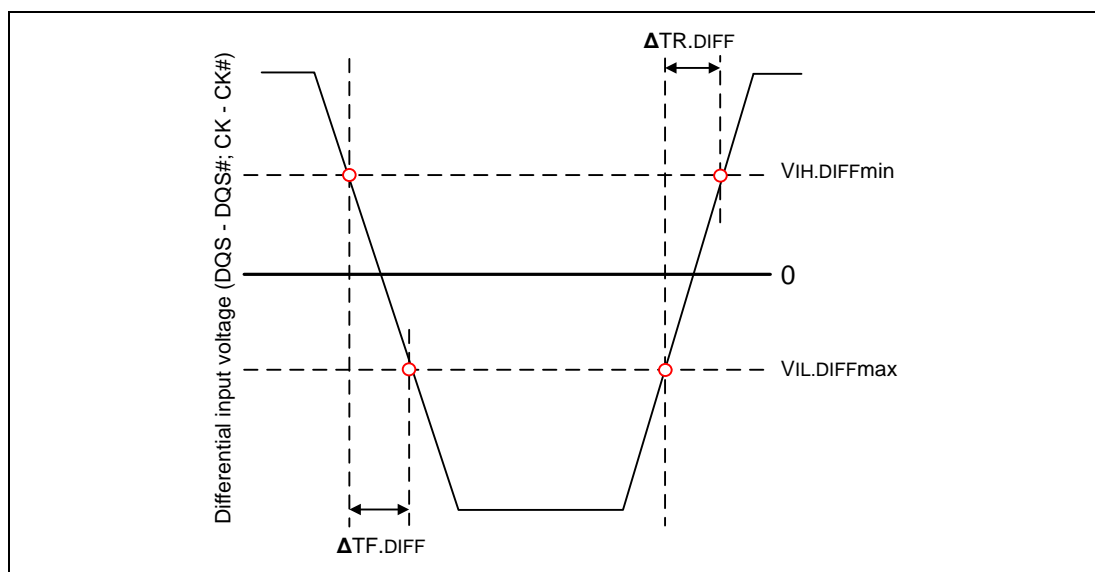 ΔTR.DIFF
Differential input voltage (DQS - DQS#; CK - CK#)
VIH.DIFFmin
0
VIL.DIFFmax
ΔTF.DIFF